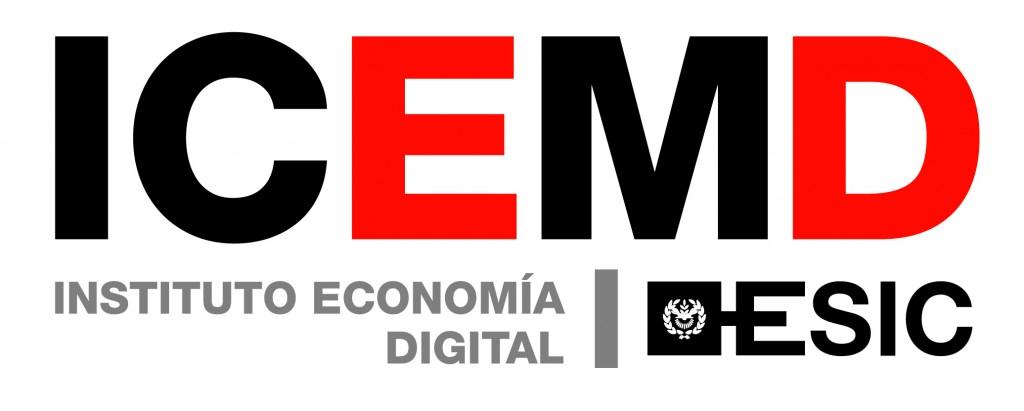 ICEMD
INSTITUTO ECONOMÍA
DIGITAL
ESIC